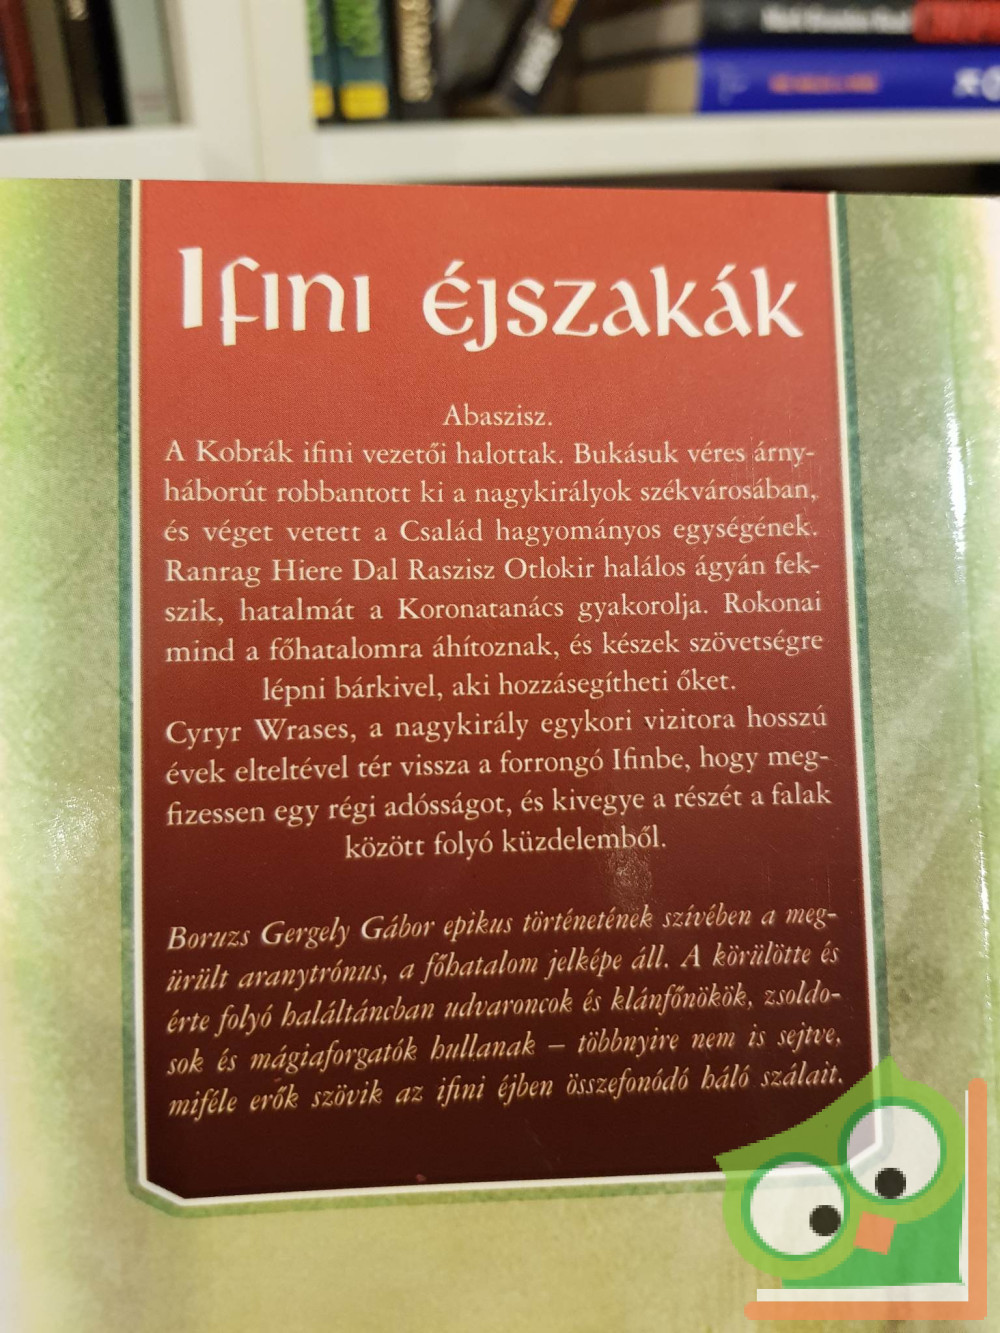 Ifini éjszakák
Abaszisz.
A Kobrák ifini vezetői halottak. Bukásuk véres árny-
háborút robbantott ki a nagykirályok székvárosában,
és véget vetett a Család hagyományos egységének.
Ranrag Hiere Dal Raszisz Otlokir halálos ágyán fek-
szik, hatalmát a Koronatanács gyakorolja. Rokonai
mind a főhatalomra áhítoznak, és készek szövetségre
lépni bárkivel, aki hozzásegítheti őket.
Cyryr Wrases, a nagykirály egykori vizitora hosszú
évek elteltével tér vissza a forrongó Ifinbe, hogy meg-
fizessen egy régi adósságot, és kivegye a részét a falak
között folyó küzdelemből.
Boruzs Gergely Gábor epikus történetének szívében a meg-
ürült aranytrónus, a főhatalom jelképe áll. A körülötte és
érte folyó haláltáncban udvaroncok és klánfőnökök, zsoldo-
sok és mágiaforgatók hullanak – többnyire nem is sejtve,
miféle erők szövik az ifini éjben összefonódó háló szálait.